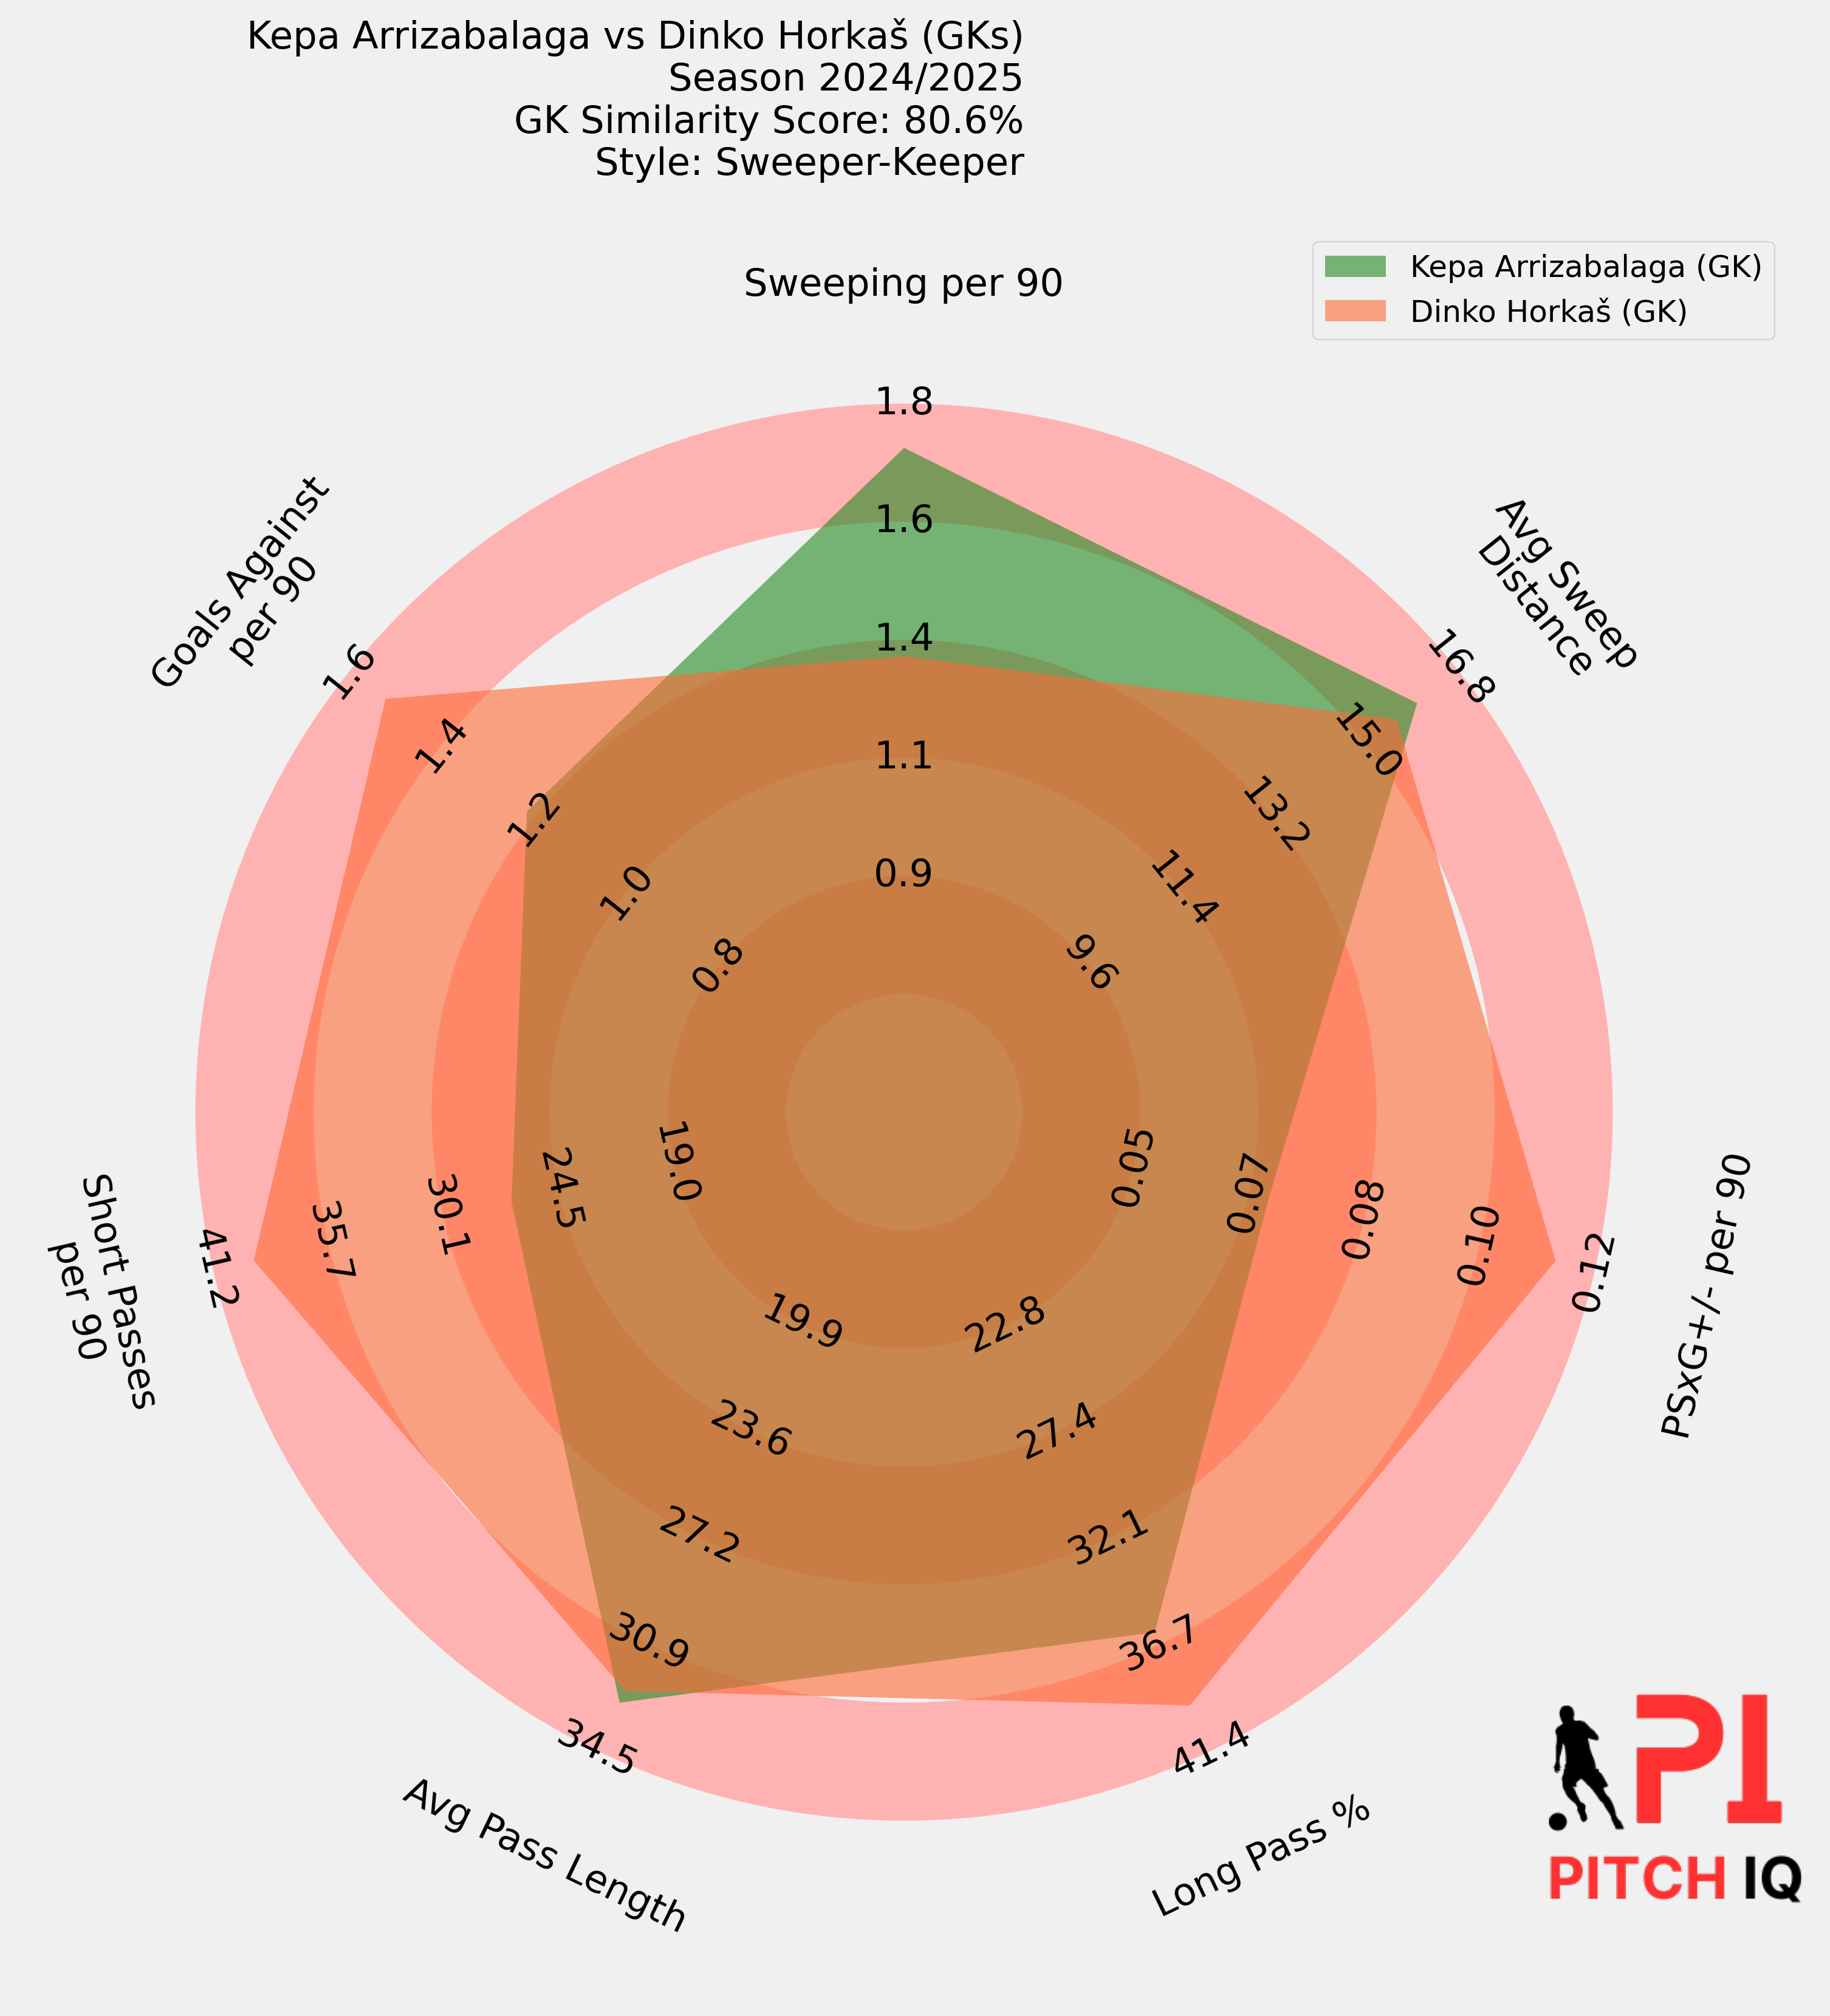 Kepa Arrizabalaga vs Dinko Horkaš (GKs)
Season 2024/2025
GK Similarity Score: 80.6%
Style: Sweeper-Keeper
Kepa Arrizabalaga (GK)
Dinko Horkaš (GK)
Sweeping per 90
1.8
1.6
1.4
1.1
0.9
Avg Sweep
Distance
16.8
15.0
13.2
11.4
9.6
PSxG+/- per 90
0.12
0.10
0.08
0.07
0.05
Long Pass %
41.4
36.7
32.1
27.4
22.8
Avg Pass Length
34.5
30.9
27.2
23.6
19.9
Short Passes
per 90
41.2
35.7
30.1
24.5
19.0
Goals Against
per 90
1.6
1.4
1.2
1.0
0.8
PI
PITCH IQ